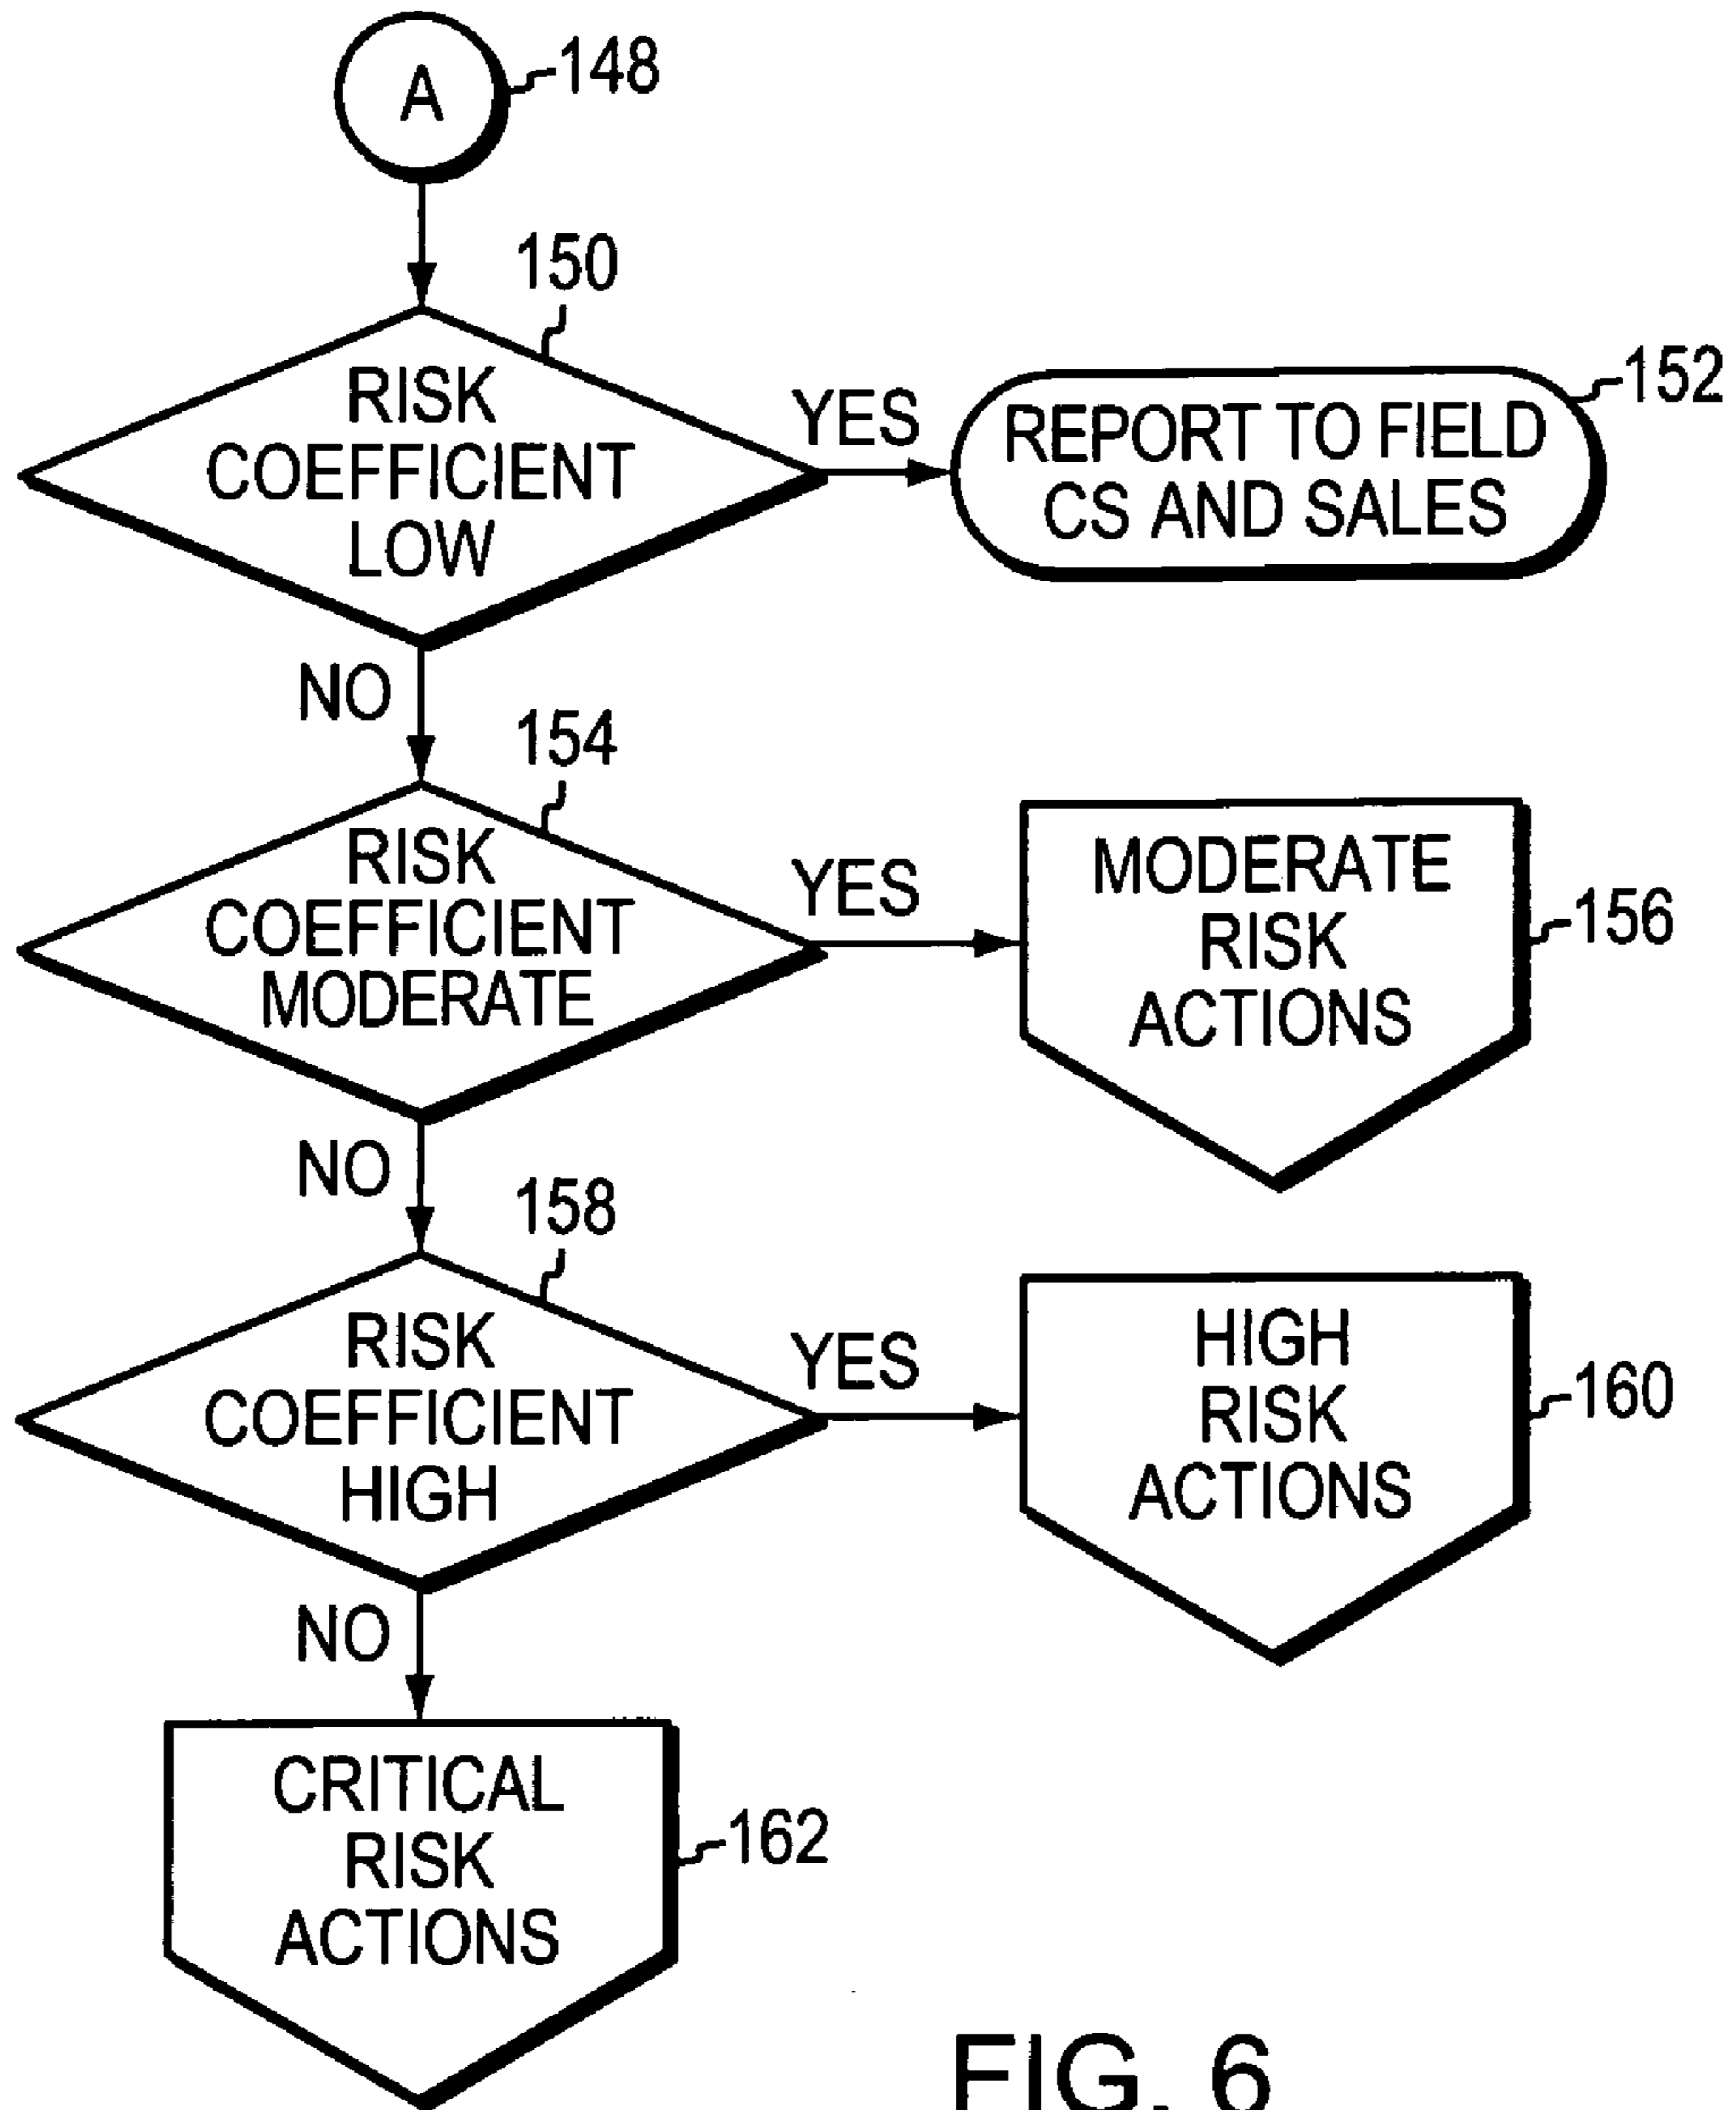 A
148
150
RISK
COEFFICIENT
LOW
YES
REPORT TO FIELD
CS AND SALES
152
NO
154
RISK
COEFFICIENT
MODERATE
YES
MODERATE
RISK
ACTIONS
156
NO
158
RISK
COEFFICIENT
HIGH
YES
HIGH
RISK
ACTIONS
160
NO
CRITICAL
RISK
ACTIONS
162
FIG. 6